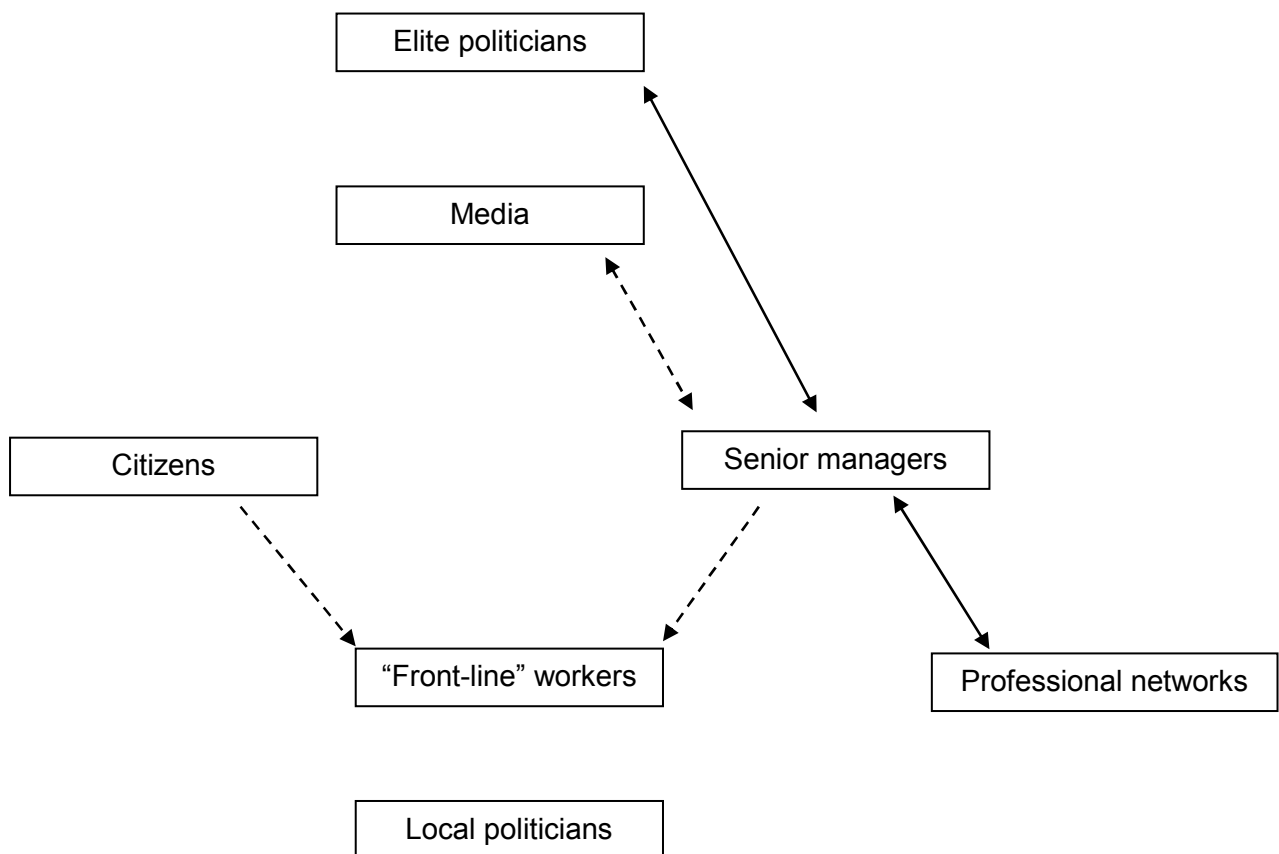 Elite politicians
Media
Citizens
Senior managers
“Front-line” workers
Professional networks
Local politicians